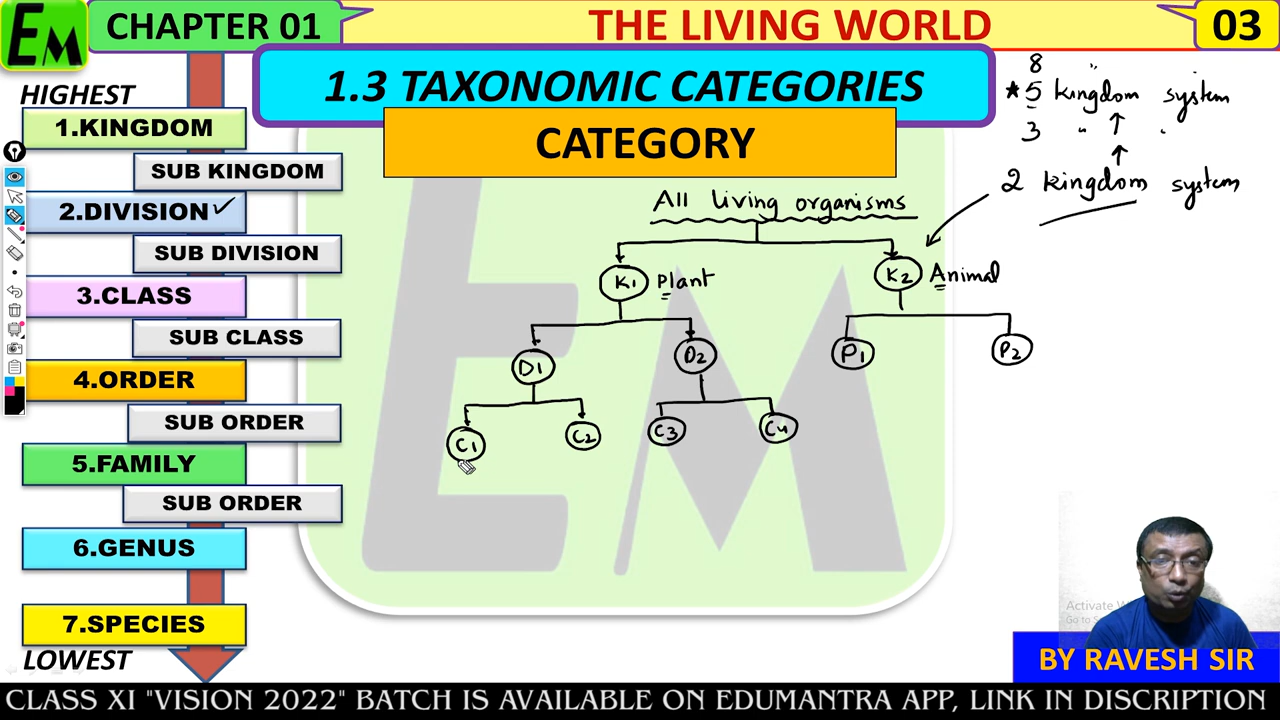 EM
CHAPTER 01
THE LIVING WORLD
03
1.3 TAXONOMIC CATEGORIES
CATEGORY
HIGHEST
1.KINGDOM
SUB KINGDOM
2.DIVISION ✓
SUB DIVISION
3.CLASS
SUB CLASS
4.ORDER
SUB ORDER
5.FAMILY
SUB ORDER
6.GENUS
7.SPECIES
LOWEST
8 "
★ 5 kingdom system
3 " "
2 kingdom system
All living organisms
K1 Plant
K2 Animal
D1 D2 P1 P2
C1 C2 C3 C4
EM
Activate W
Go to S
BY RAVESH SIR
CLASS XI "VISION 2022" BATCH IS AVAILABLE ON EDUMANTRA APP, LINK IN DISCRIPTION